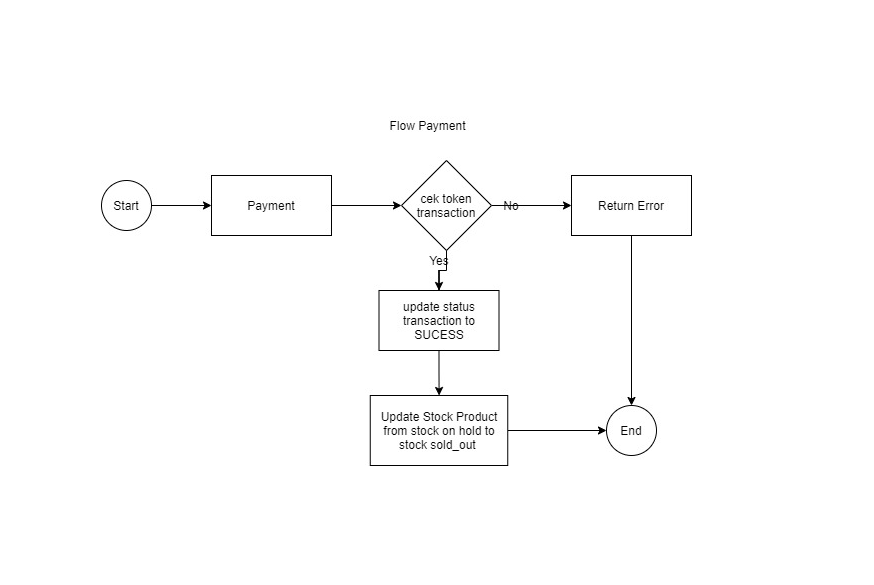 Flow Payment
Start
Payment
cek token
transaction
No
Return Error
Yes
update status
transaction to
SUCESS
Update Stock Product
from stock on hold to
stock sold_out
End